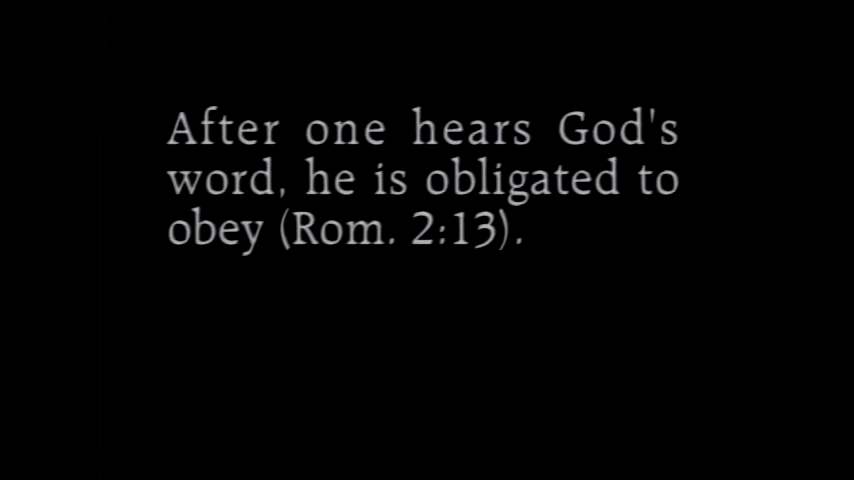 After one hears God's
word, he is obligated to
obey (Rom. 2:13).